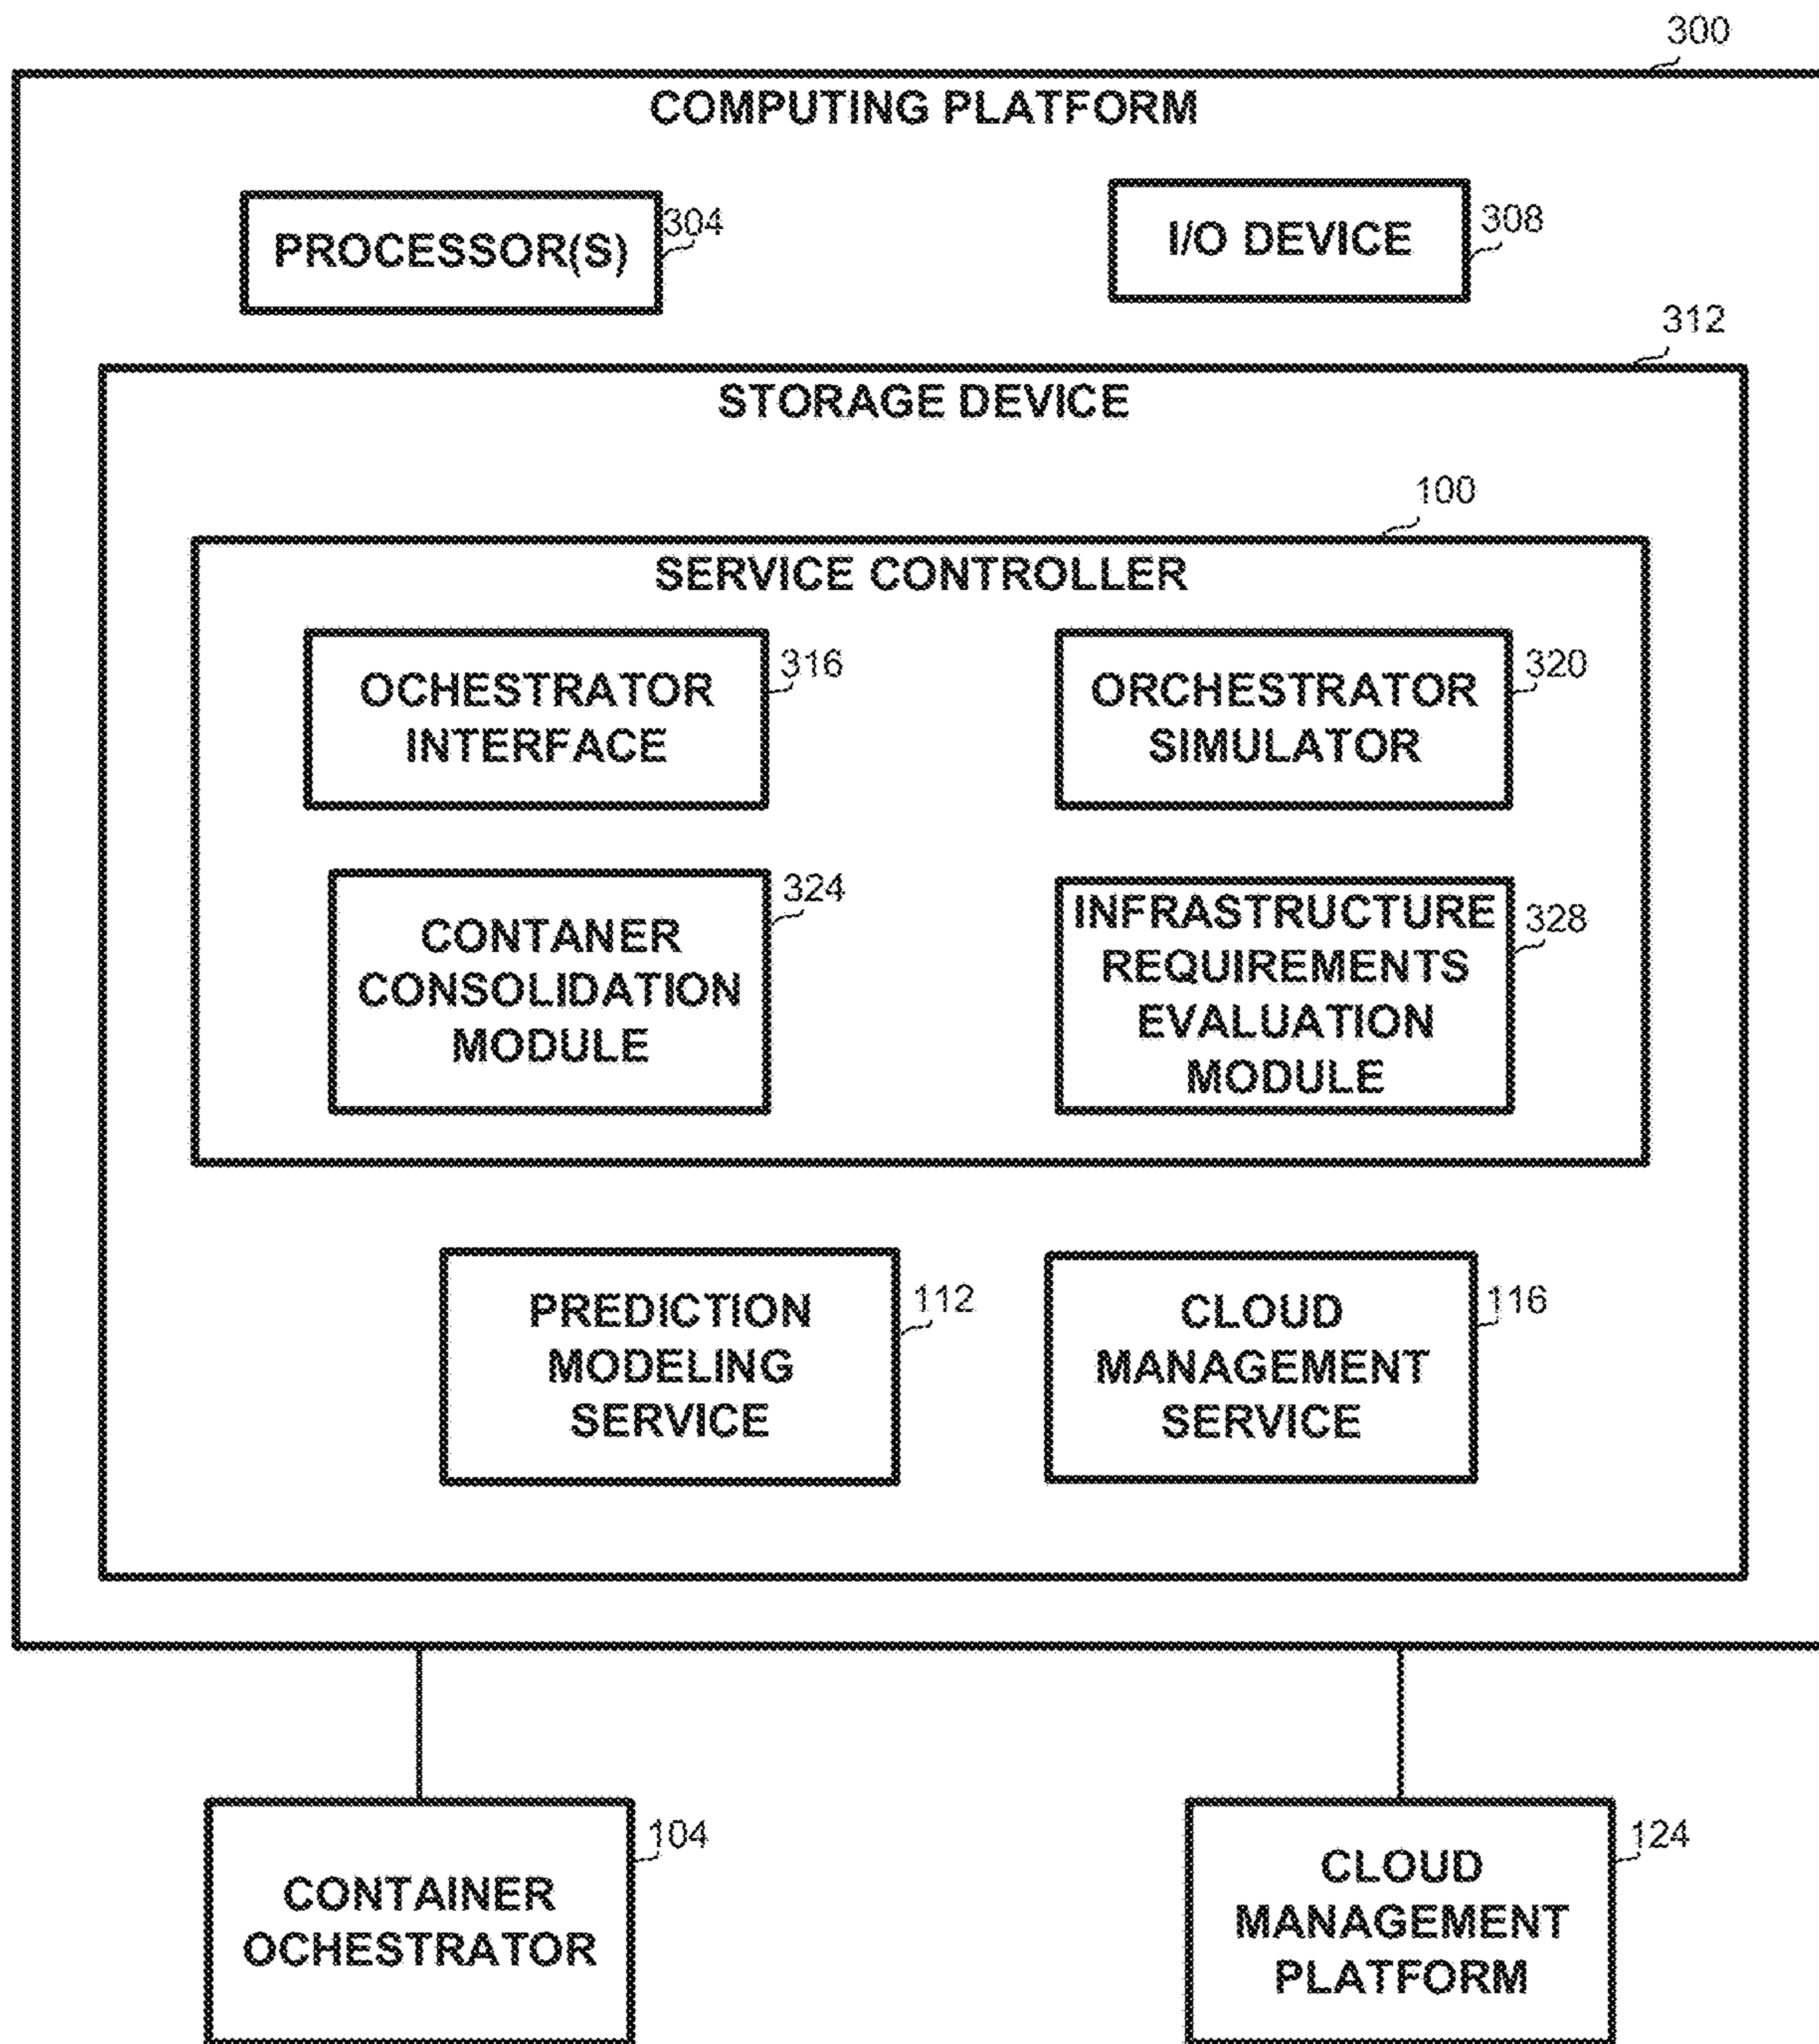 300
COMPUTING PLATFORM
PROCESSOR(S)
304
I/O DEVICE
308
312
STORAGE DEVICE
100
SERVICE CONTROLLER
OCHESTRATOR
INTERFACE
316
ORCHESTRATOR
SIMULATOR
320
CONTANER
CONSOLIDATION
MODULE
324
INFRASTRUCTURE
REQUIREMENTS
EVALUATION
MODULE
328
PREDICTION
MODELING
SERVICE
112
CLOUD
MANAGEMENT
SERVICE
116
CONTAINER
OCHESTRATOR
104
CLOUD
MANAGEMENT
PLATFORM
124